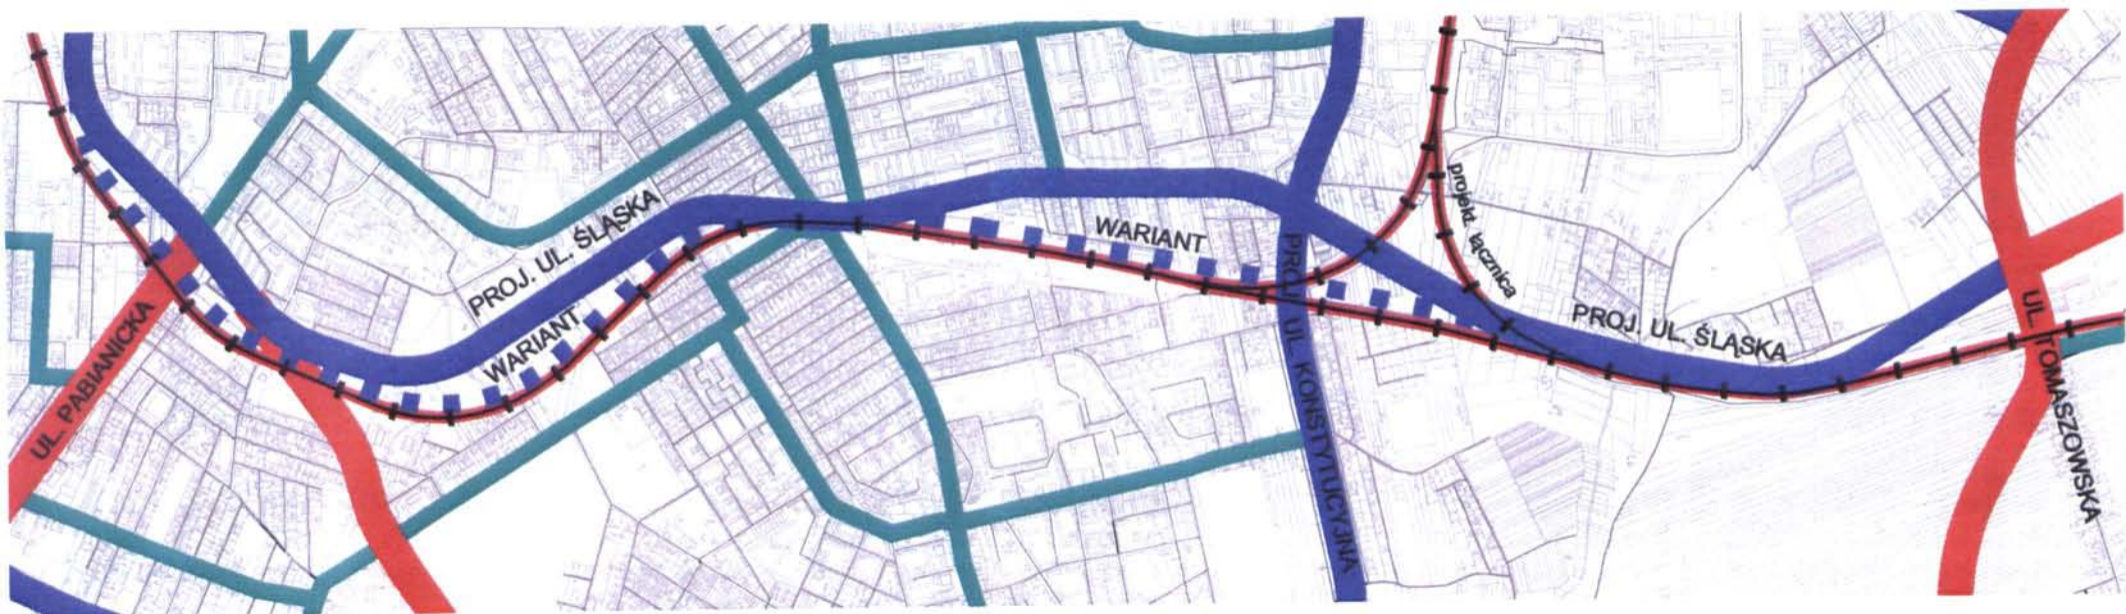 UL. PABIANICKA
PROJ. UL. ŚLĄSKA
WARIANT
WARIANT
PROJ. UL. KONSTYTUCYJNA
projekt. łącznica
PROJ. UL. ŚLĄSKA
UL. TOMASZOWSKA